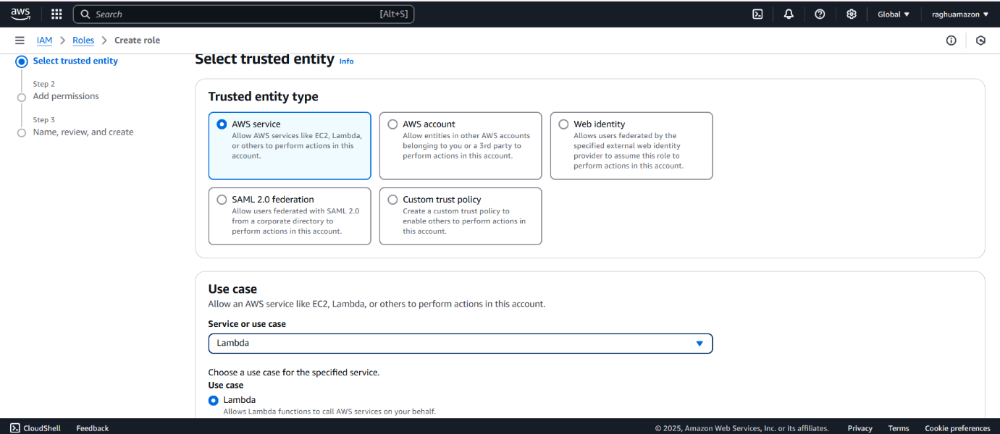 aws
Search
[Alt+S]
Global
raghuamazon
IAM
Roles
Create role
Select trusted entity
Step 2
Add permissions
Step 3
Name, review, and create
Select trusted entity Info
Trusted entity type
AWS service
Allow AWS services like EC2, Lambda,
or others to perform actions in this
account.
AWS account
Allow entities in other AWS accounts
belonging to you or a 3rd party to
perform actions in this account.
Web identity
Allows users federated by the
specified external web identity
provider to assume this role to
perform actions in this account.
SAML 2.0 federation
Allow users federated with SAML 2.0
from a corporate directory to
perform actions in this account.
Custom trust policy
Create a custom trust policy to
enable others to perform actions in
this account.
Use case
Allow an AWS service like EC2, Lambda, or others to perform actions in this account.
Service or use case
Lambda
Choose a use case for the specified service.
Use case
Lambda
Allows Lambda functions to call AWS services on your behalf.
CloudShell
Feedback
© 2025, Amazon Web Services, Inc. or its affiliates.
Privacy
Terms
Cookie preferences